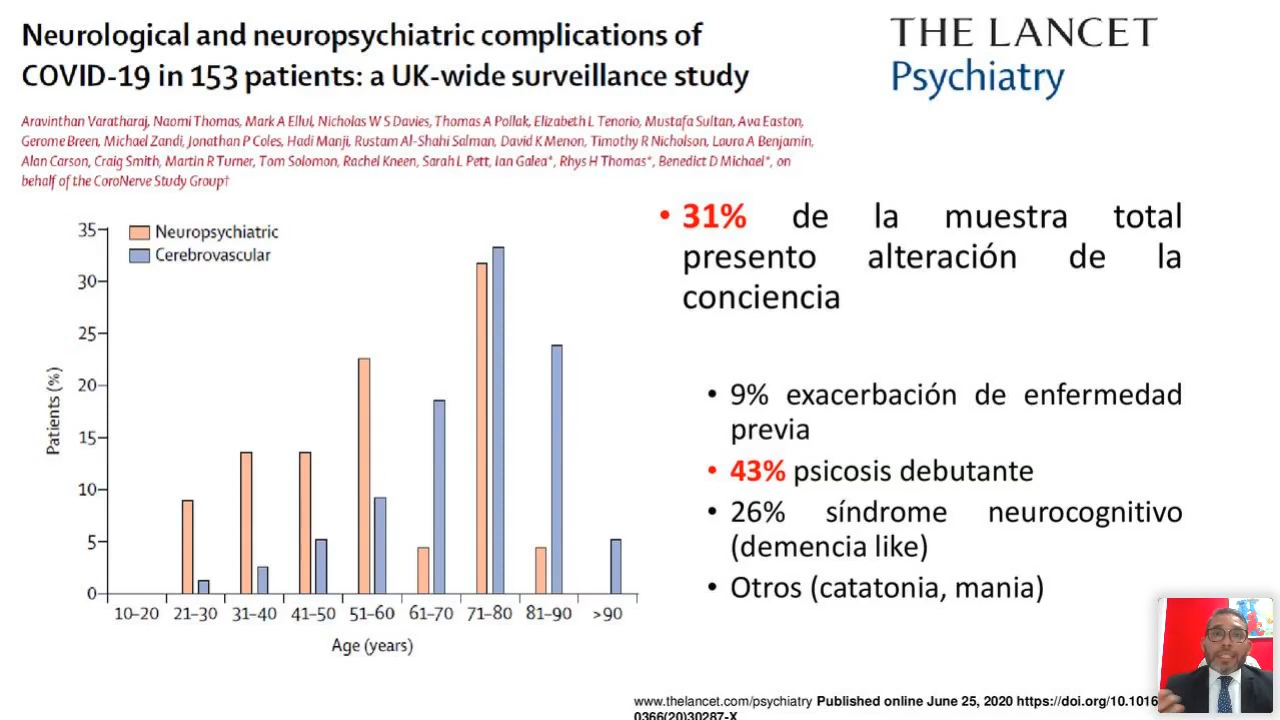 Neurological and neuropsychiatric complications of
COVID-19 in 153 patients: a UK-wide surveillance study
THE LANCET
Psychiatry
Aravinthan Varatharaj, Naomi Thomas, Mark A Ellul, Nicholas W S Davies, Thomas A Pollak, Elizabeth L Tenorio, Mustafa Sultan, Ava Easton,
Gerome Breen, Michael Zandi, Jonathan P Coles, Hadi Manji, Rustam Al-Shahi Salman, David K Menon, Timothy R Nicholson, Laura A Benjamin,
Alan Carson, Craig Smith, Martin R Turner, Tom Solomon, Rachel Kneen, Sarah L Pett, Ian Galea*, Rhys H Thomas*, Benedict D Michael*, on
behalf of the CoroNerve Study Group†
Neuropsychiatric
Cerebrovascular
Patients (%)
35
30
25
20
15
10
5
0
10–20 21–30 31–40 41–50 51–60 61–70 71–80 81–90 >90
Age (years)
• 31% de la muestra total
presento alteración de la
conciencia
• 9% exacerbación de enfermedad
previa
• 43% psicosis debutante
• 26% síndrome neurocognitivo
(demencia like)
• Otros (catatonia, mania)
www.thelancet.com/psychiatry Published online June 25, 2020 https://doi.org/10.1016
0366(20)30287-X